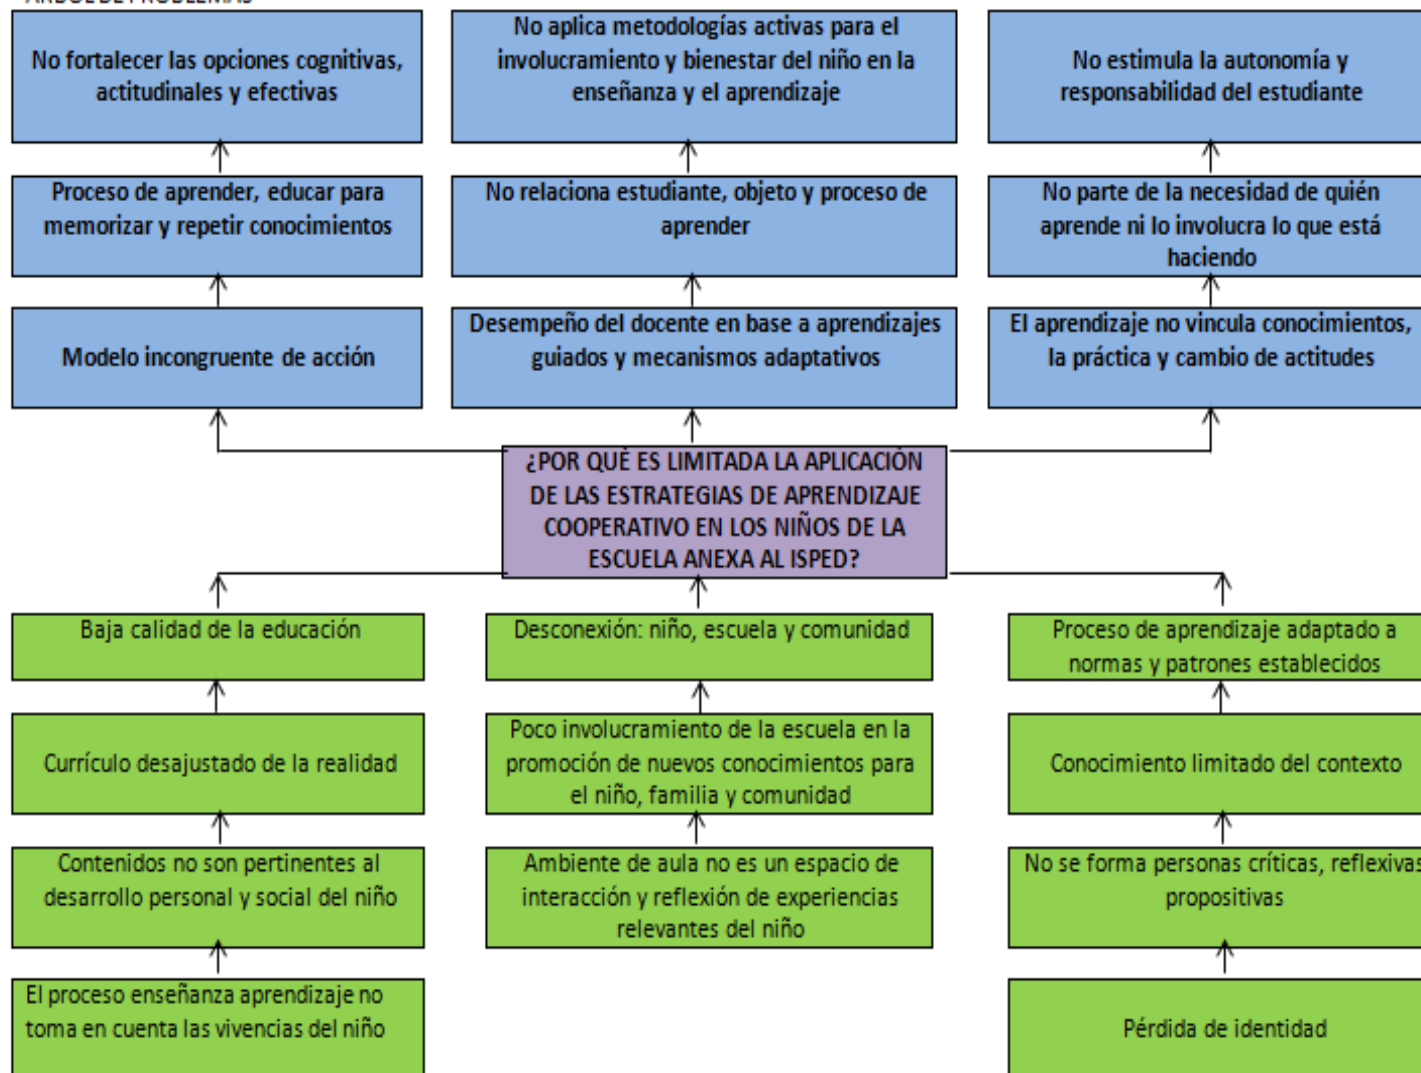 ÁRBOL DE PROBLEMAS
No fortalecer las opciones cognitivas,
actitudinales y efectivas
No aplica metodologías activas para el
involucramiento y bienestar del niño en la
enseñanza y el aprendizaje
No estimula la autonomía y
responsabilidad del estudiante
Proceso de aprender, educar para
memorizar y repetir conocimientos
No relaciona estudiante, objeto y proceso de
aprender
No parte de la necesidad de quién
aprende ni lo involucra lo que está
haciendo
Modelo incongruente de acción
Desempeño del docente en base a aprendizajes
guiados y mecanismos adaptativos
El aprendizaje no vincula conocimientos,
la práctica y cambio de actitudes
¿POR QUÉ ES LIMITADA LA APLICACIÓN
DE LAS ESTRATEGIAS DE APRENDIZAJE
COOPERATIVO EN LOS NIÑOS DE LA
ESCUELA ANEXA AL ISPED?
Baja calidad de la educación
Desconexión: niño, escuela y comunidad
Proceso de aprendizaje adaptado a
normas y patrones establecidos
Currículo desajustado de la realidad
Poco involucramiento de la escuela en la
promoción de nuevos conocimientos para
el niño, familia y comunidad
Conocimiento limitado del contexto
Contenidos no son pertinentes al
desarrollo personal y social del niño
Ambiente de aula no es un espacio de
interacción y reflexión de experiencias
relevantes del niño
No se forma personas críticas, reflexivas
propositivas
El proceso enseñanza aprendizaje no
toma en cuenta las vivencias del niño
Pérdida de identidad